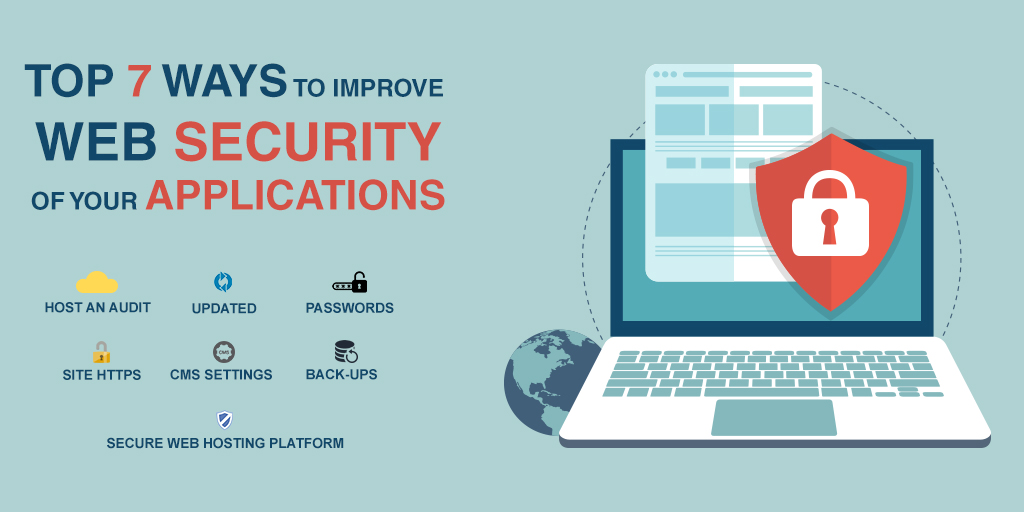 TOP 7 WAYS TO IMPROVE
WEB SECURITY
OF YOUR APPLICATIONS
HOST AN AUDIT
UPDATED
PASSWORDS
SITE HTTPS
CMS
CMS SETTINGS
BACK-UPS
SECURE WEB HOSTING PLATFORM